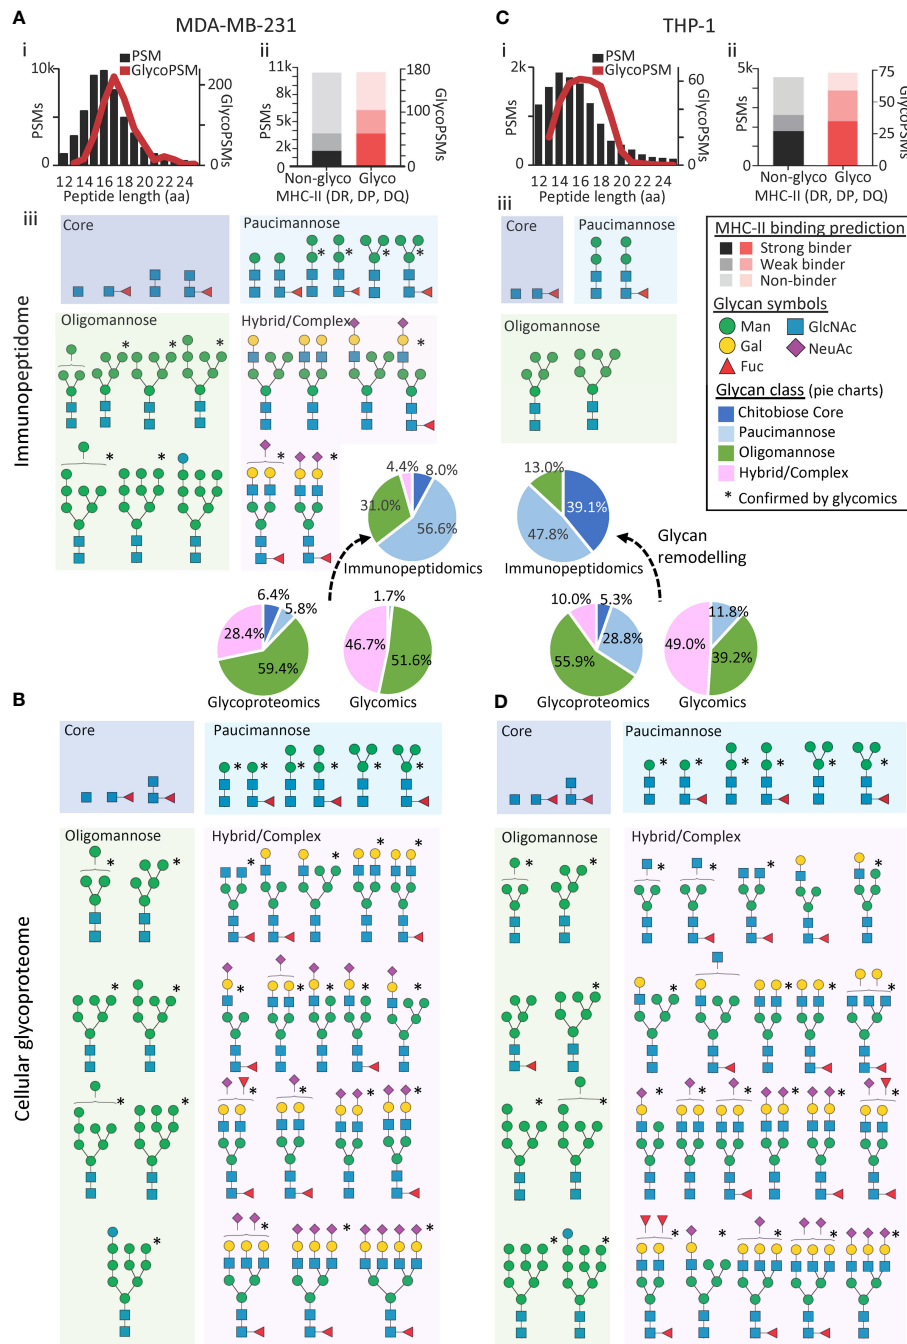 A
MDA-MB-231
i
PSM
GlycoPSM
10k
0
PSMs
200
0
GlycoPSMs
12 14 16 18 20 22 24
Peptide length (aa)
ii
11k
10k
8k
6k
4k
2k
0
PSMs
180
100
0
GlycoPSMs
Non-glyco Glyco
MHC-II (DR, DP, DQ)
C
THP-1
i
PSM
GlycoPSM
2k
0
PSMs
60
0
GlycoPSMs
12 14 16 18 20 22 24
Peptide length (aa)
ii
5k
0
PSMs
75
50
25
0
GlycoPSMs
Non-glyco Glyco
MHC-II (DR, DP, DQ)
iii
Immunopeptidome
Core
Paucimannose
* * * *
Oligomannose
* * *
* *
Hybrid/Complex
*
* *
iii
Core
Paucimannose
Oligomannose
MHC-II binding prediction
Strong binder
Weak binder
Non-binder
Glycan symbols
Man
GlcNAc
Gal
NeuAc
Fuc
Glycan class (pie charts)
Chitobiose Core
Paucimannose
Oligomannose
Hybrid/Complex
* Confirmed by glycomics
4.4%
8.0%
31.0%
56.6%
Immunopeptidomics
13.0%
39.1%
47.8%
Immunopeptidomics
Glycan
remodelling
6.4%
5.8%
28.4%
59.4%
Glycoproteomics
1.7%
46.7%
51.6%
Glycomics
10.0%
5.3%
28.8%
55.9%
Glycoproteomics
11.8%
49.0%
39.2%
Glycomics
B
Cellular glycoproteome
Core
Paucimannose
* * * * * *
Oligomannose
* *
* *
* *
*
Hybrid/Complex
* * * *
* * * *
* * * *
* * *
D
Core
Paucimannose
* * * * * *
Oligomannose
* *
*
* *
* *
Hybrid/Complex
* * * *
* * * *
* * * * * *
* * * * *